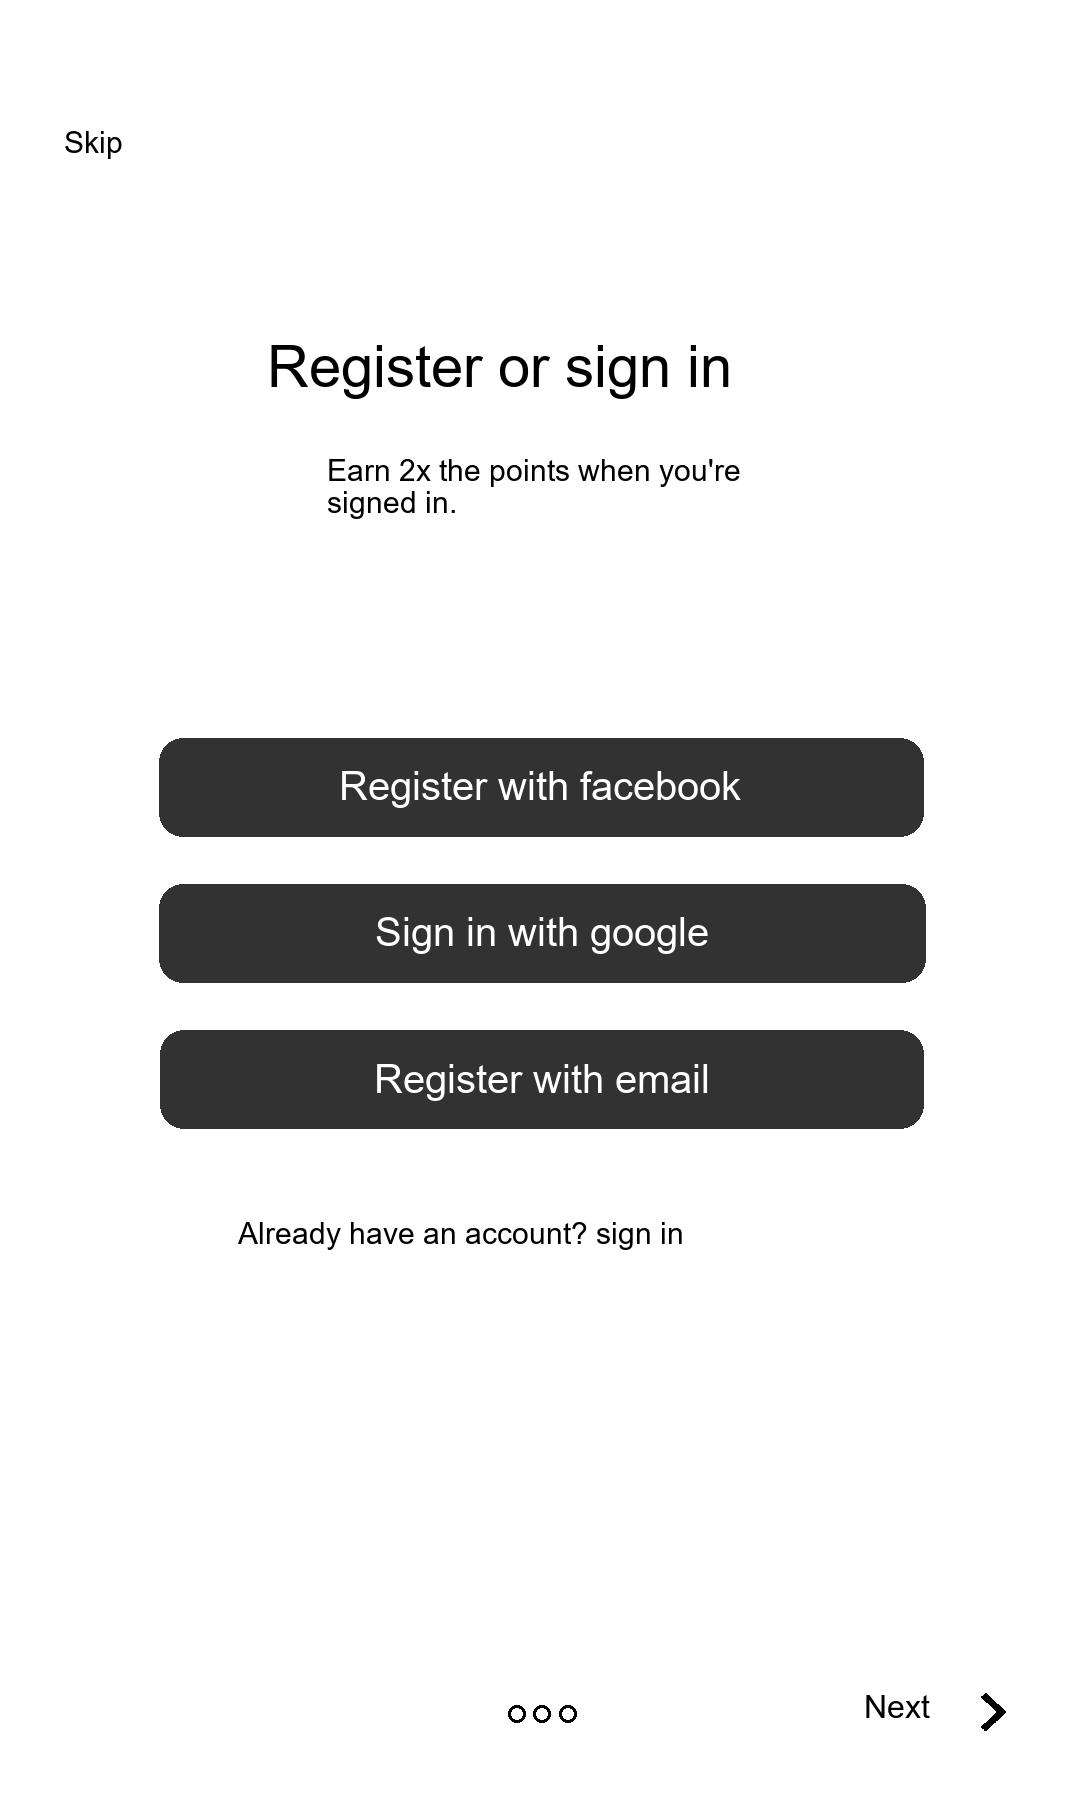 Skip
Register or sign in
Earn 2x the points when you're
signed in.
Register with facebook
Sign in with google
Register with email
Already have an account? sign in
Next